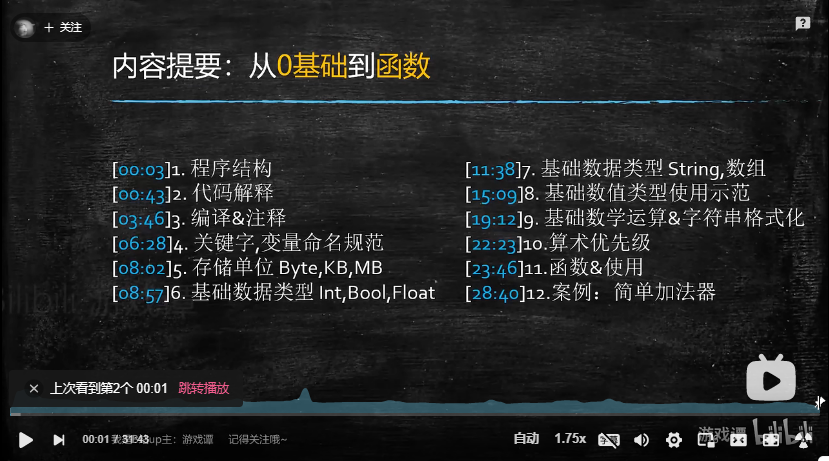 + 关注
内容提要：从0基础到函数
[00:03]1. 程序结构
[00:43]2. 代码解释
[03:46]3. 编译&注释
[06:28]4. 关键字,变量命名规范
[08:02]5. 存储单位 Byte,KB,MB
[08:57]6. 基础数据类型 Int,Bool,Float
[11:38]7. 基础数据类型 String,数组
[15:09]8. 基础数值类型使用示范
[19:12]9. 基础数学运算&字符串格式化
[22:23]10.算术优先级
[23:46]11.函数&使用
[28:40]12.案例：简单加法器
上次看到第2个 00:01 跳转播放
00:01 / 31:43
up主：游戏谭 记得关注哦~
自动 1.75x
游戏谭 bilibili